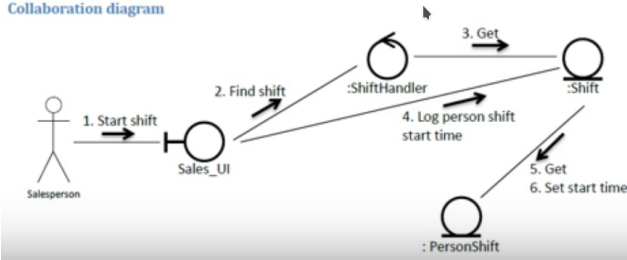 Collaboration diagram
3. Get
2. Find shift
:ShiftHandler
:Shift
1. Start shift
4. Log person shift
start time
Sales_UI
5. Get
6. Set start time
Salesperson
: PersonShift